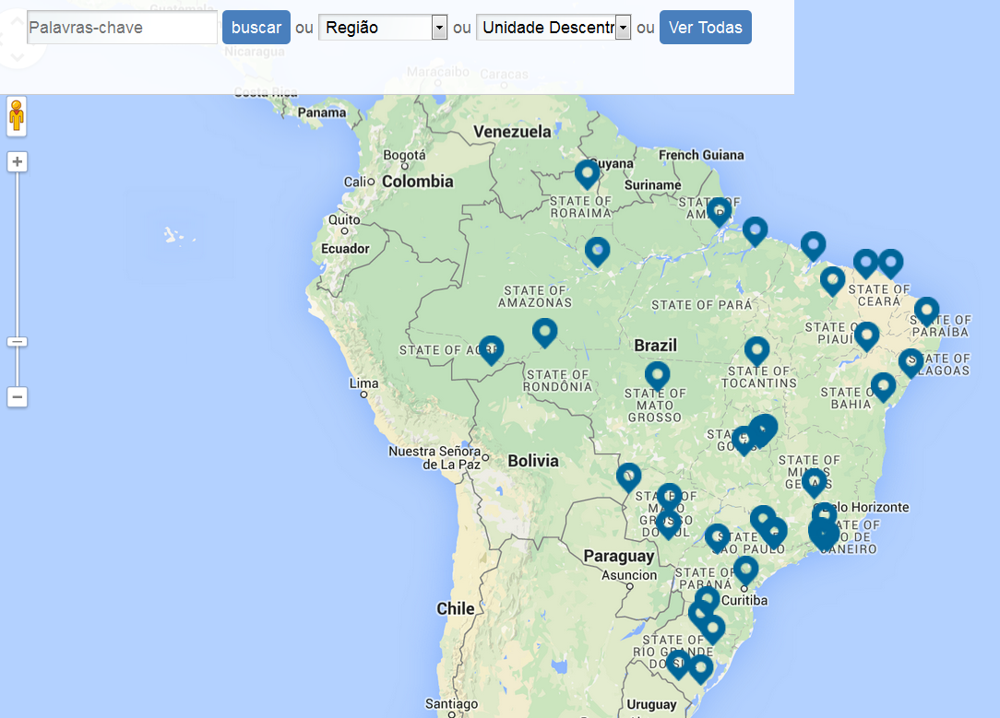 Guatemala
Palavras-chave
buscar
ou
Região
ou
Unidade Descentr
ou
Ver Todas
Nicaragua
Maracaibo
Caracas
Costa Rica
Panama
Venezuela
Bogotá
Guyana
French Guiana
Cali
Colombia
Suriname
STATE OF
RORAIMA
STATE OF
AMAPÁ
Quito
Ecuador
STATE OF
AMAZONAS
STATE OF PARÁ
STATE OF
CEARÁ
STATE OF
PARAÍBA
STATE OF
PIAUÍ
STATE OF ACRE
Brazil
STATE OF
ALAGOAS
STATE OF
TOCANTINS
Lima
STATE OF
RONDÔNIA
STATE OF
MATO
GROSSO
STATE OF
BAHIA
STATE OF
GOIÁS
Nuestra Señora
de La Paz
Bolivia
STATE OF
MINAS
GERAIS
STATE OF
MATO
GROSSO
DO SUL
Belo Horizonte
STATE OF
RIO DE
JANEIRO
STATE OF
SÃO PAULO
Paraguay
Asuncion
STATE OF
PARANÁ
Curitiba
Chile
STATE OF
RIO GRANDE
DO SUL
Santiago
Uruguay